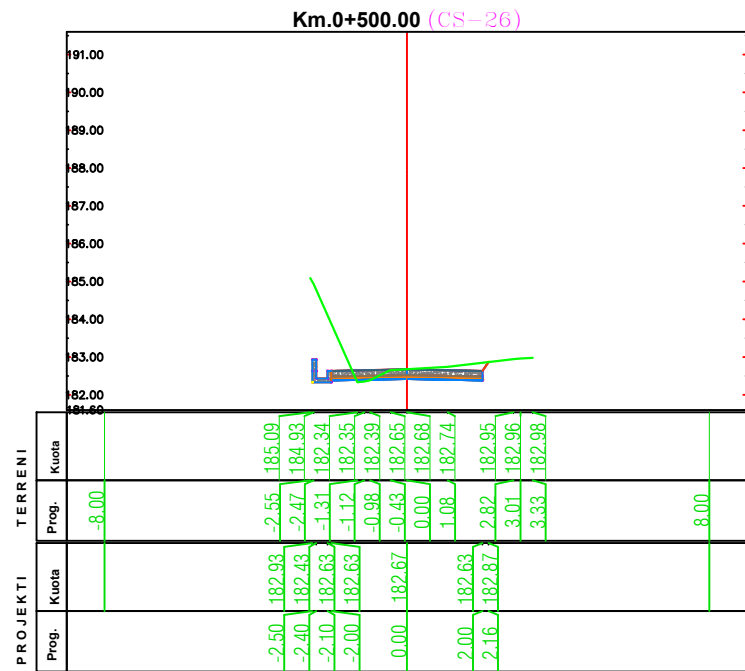 Km.0+500.00 (CS-26)
191.00
190.00
189.00
188.00
187.00
186.00
185.00
184.00
183.00
182.00
181.60
TERRENI
Kuota
185.09 184.93 182.34 182.35 182.39 182.65 182.68 182.74 182.95 182.96 182.98
Prog.
-8.00 -2.55 -2.47 -1.31 -1.12 -0.98 -0.43 0.00 1.08 2.82 3.01 3.33 8.00
PROJEKTI
Kuota
182.93 182.43 182.63 182.63 182.67 182.63 182.87
Prog.
-2.50 -2.40 -2.10 -2.00 0.00 2.00 2.16